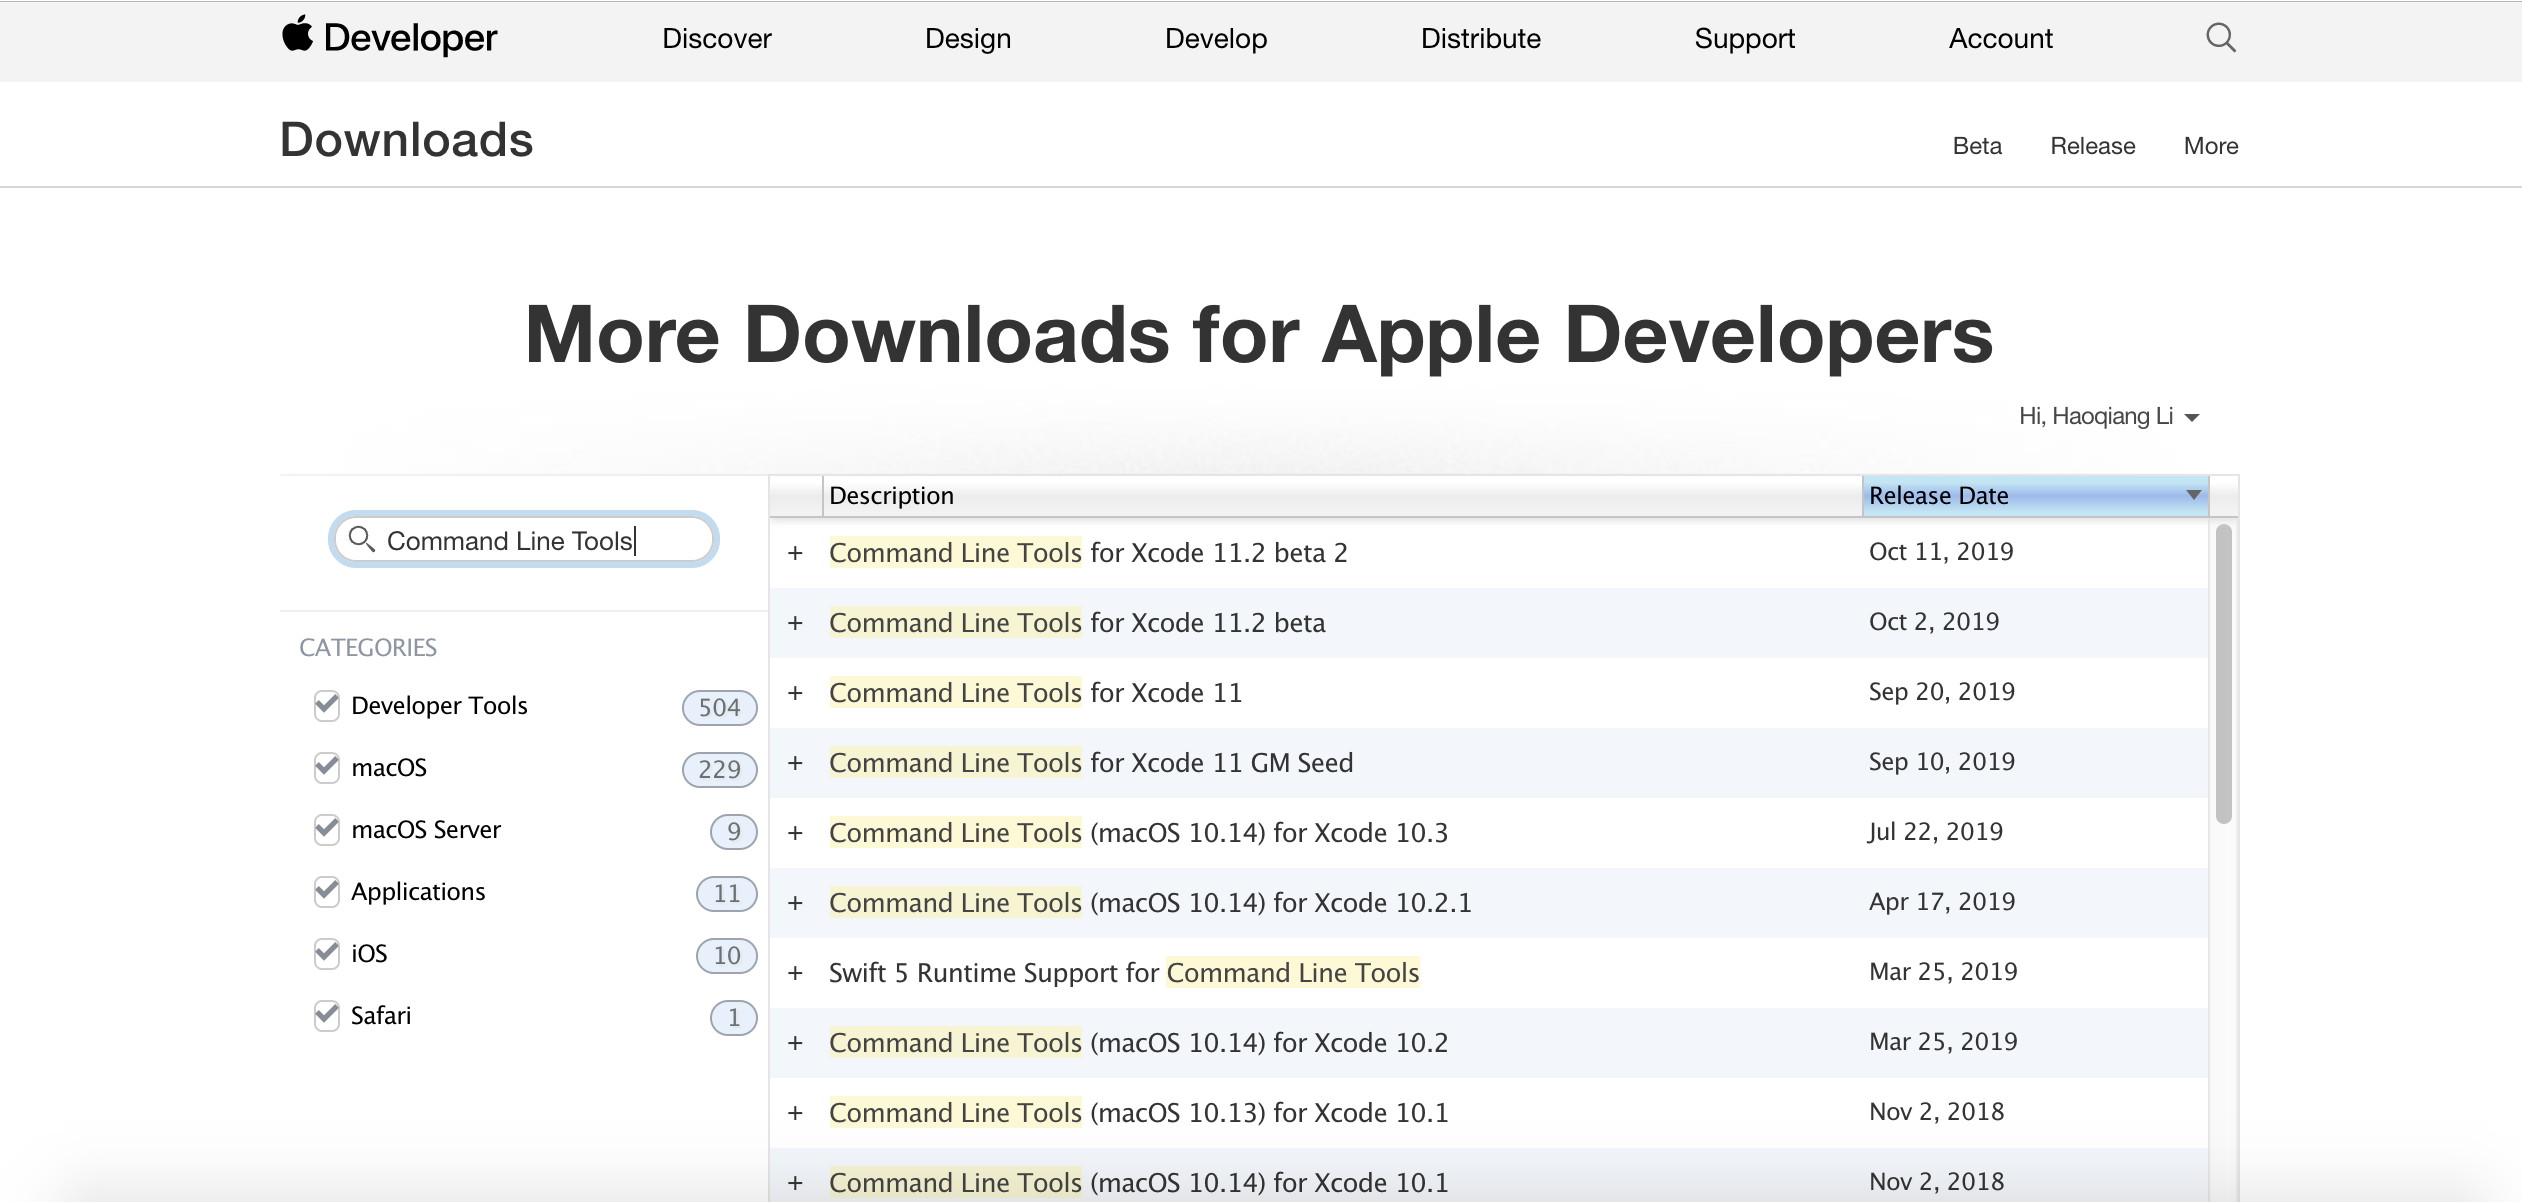 Developer Discover Design Develop Distribute Support Account
Downloads Beta Release More
More Downloads for Apple Developers
Hi, Haoqiang Li
Command Line Tools
CATEGORIES
Developer Tools 504
macOS 229
macOS Server 9
Applications 11
iOS 10
Safari 1
Description Release Date
+ Command Line Tools for Xcode 11.2 beta 2 Oct 11, 2019
+ Command Line Tools for Xcode 11.2 beta Oct 2, 2019
+ Command Line Tools for Xcode 11 Sep 20, 2019
+ Command Line Tools for Xcode 11 GM Seed Sep 10, 2019
+ Command Line Tools (macOS 10.14) for Xcode 10.3 Jul 22, 2019
+ Command Line Tools (macOS 10.14) for Xcode 10.2.1 Apr 17, 2019
+ Swift 5 Runtime Support for Command Line Tools Mar 25, 2019
+ Command Line Tools (macOS 10.14) for Xcode 10.2 Mar 25, 2019
+ Command Line Tools (macOS 10.13) for Xcode 10.1 Nov 2, 2018
+ Command Line Tools (macOS 10.14) for Xcode 10.1 Nov 2, 2018